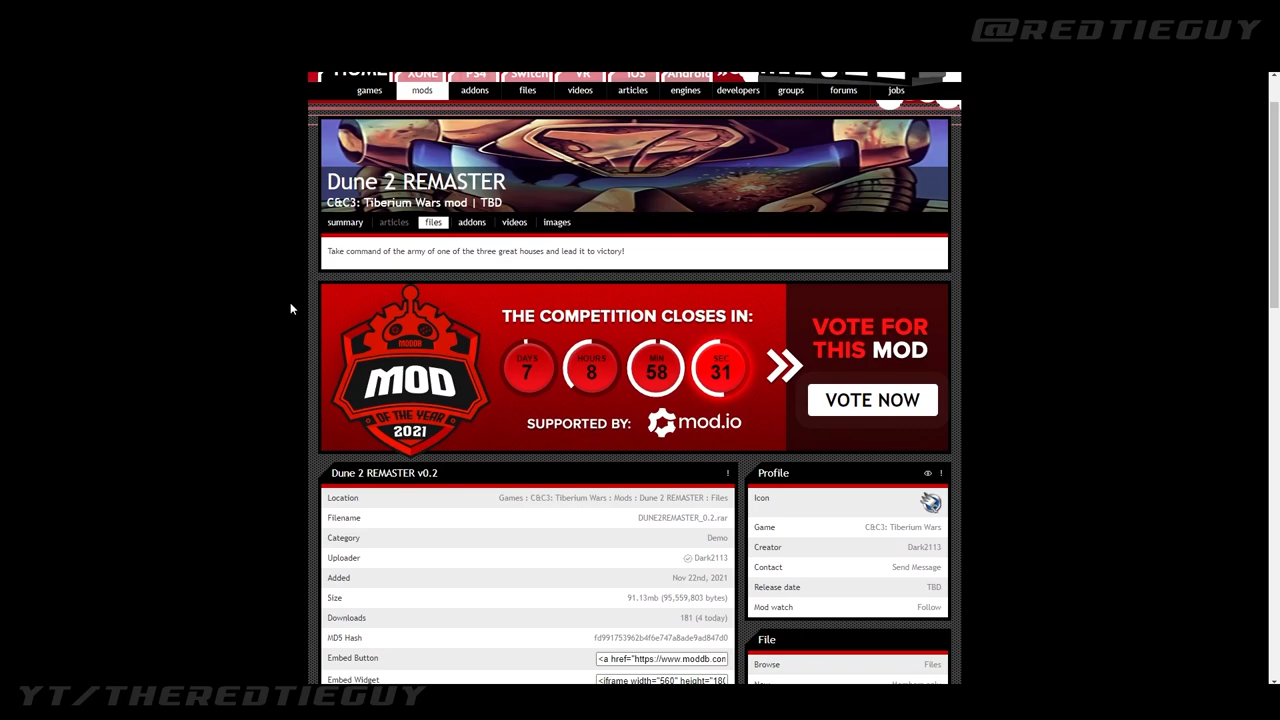 @REDTIEGUY
HOME XONE PS4 Switch VR iOS Android
games mods addons files videos articles engines developers groups forums jobs
Dune 2 REMASTER
C&C3: Tiberium Wars mod | TBD
summary articles files addons videos images
Take command of the army of one of the three great houses and lead it to victory!
MODDB
MOD
OF THE YEAR
2021
THE COMPETITION CLOSES IN:
DAYS HOURS MIN SEC
7 8 58 31
SUPPORTED BY: mod.io
VOTE FOR
THIS MOD
VOTE NOW
Dune 2 REMASTER v0.2 !
Location Games : C&C3: Tiberium Wars : Mods : Dune 2 REMASTER : Files
Filename DUNE2REMASTER_0.2.rar
Category Demo
Uploader Dark2113
Added Nov 22nd, 2021
Size 91.13mb (95,559,803 bytes)
Downloads 181 (4 today)
MD5 Hash fd991753962b4f6e747a8ade9ad847d0
Embed Button <a href="https://www.moddb.con
Embed Widget <iframe width="560" height="180
Profile !
Icon
Game C&C3: Tiberium Wars
Creator Dark2113
Contact Send Message
Release date TBD
Mod watch Follow
File
Browse Files
YT/THEREDTIEGUY